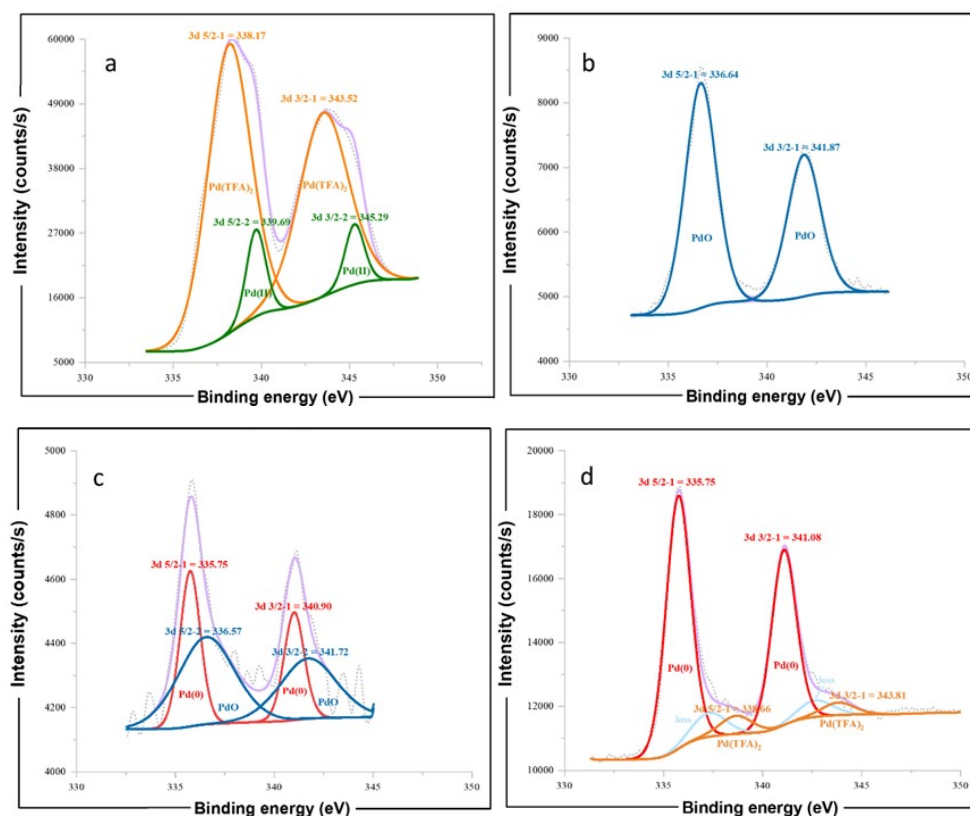 a
3d 5/2-1 = 338.17
3d 3/2-1 = 343.52
Pd(TFA)₂
Pd(TFA)₂
3d 5/2-2 = 339.69
3d 3/2-2 = 345.29
Pd(II)
Pd(II)
60000
49000
38000
27000
16000
5000
330
335
340
345
350
Intensity (counts/s)
Binding energy (eV)
b
3d 5/2-1 = 336.64
3d 3/2-1 = 341.87
PdO
PdO
9000
8000
7000
6000
5000
4000
330
335
340
345
350
Intensity (counts/s)
Binding energy (eV)
c
3d 5/2-1 = 335.75
3d 3/2-1 = 340.90
3d 5/2-2 = 336.57
3d 3/2-2 = 341.72
Pd(0)
Pd(0)
PdO
PdO
5000
4800
4600
4400
4200
4000
330
335
340
345
350
Intensity (counts/s)
Binding energy (eV)
d
3d 5/2-1 = 335.75
3d 3/2-1 = 341.08
Pd(0)
Pd(0)
loss
loss
3d 5/2-1 = 338.66
3d 3/2-1 = 343.81
Pd(TFA)₂
Pd(TFA)₂
20000
18000
16000
14000
12000
10000
330
335
340
345
350
Intensity (counts/s)
Binding energy (eV)